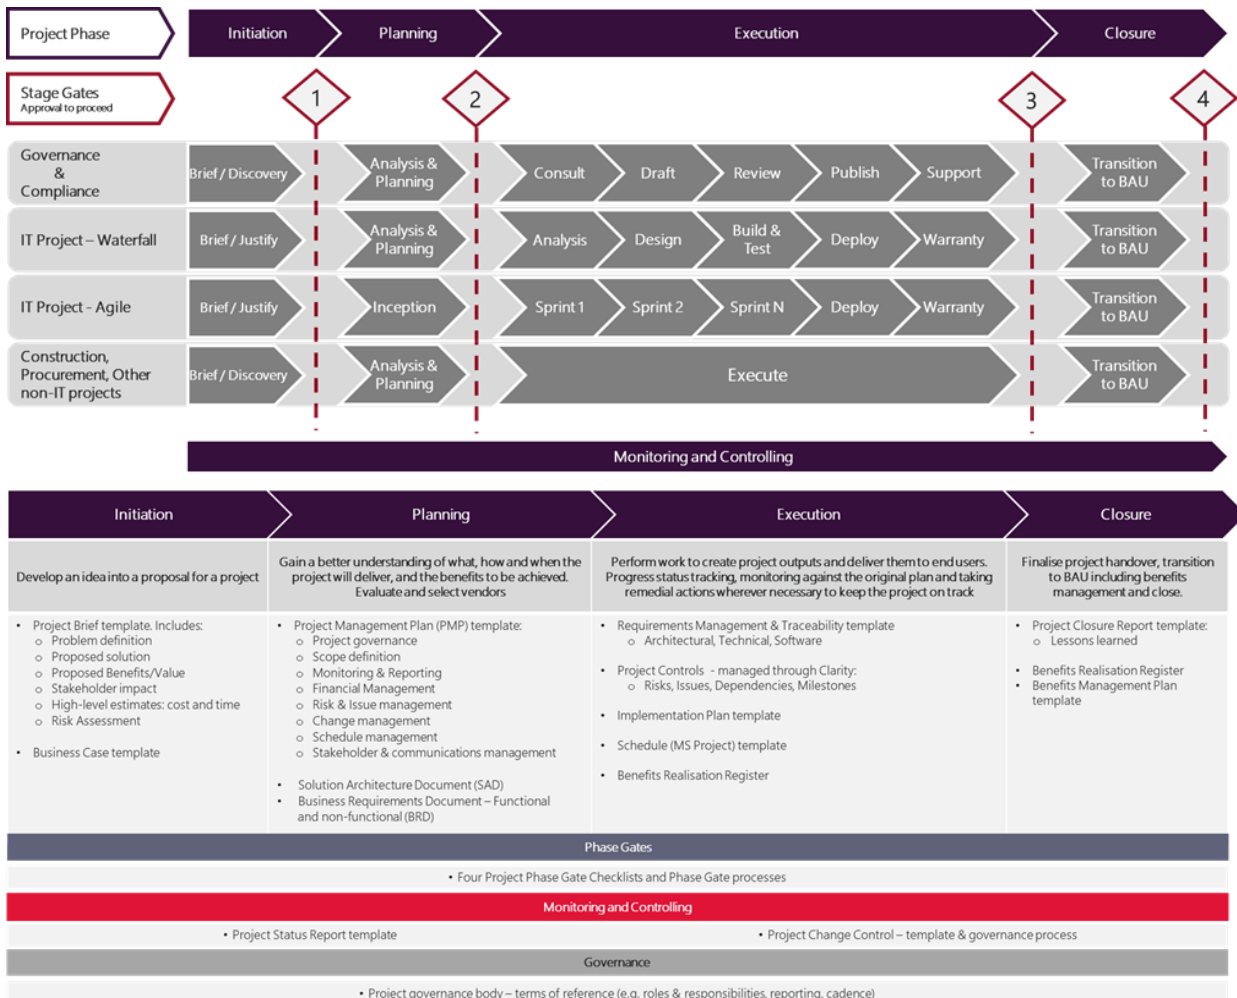 Project Phase
Initiation
Planning
Execution
Closure
Stage Gates
Approval to proceed
1
2
3
4
Governance
&
Compliance
Brief / Discovery
Analysis &
Planning
Consult
Draft
Review
Publish
Support
Transition
to BAU
IT Project – Waterfall
Brief / Justify
Analysis &
Planning
Analysis
Design
Build &
Test
Deploy
Warranty
Transition
to BAU
IT Project - Agile
Brief / Justify
Inception
Sprint 1
Sprint 2
Sprint N
Deploy
Warranty
Transition
to BAU
Construction,
Procurement, Other
non-IT projects
Brief / Discovery
Analysis &
Planning
Execute
Transition
to BAU
Monitoring and Controlling
Initiation
Planning
Execution
Closure
Develop an idea into a proposal for a project
Gain a better understanding of what, how and when the
project will deliver, and the benefits to be achieved.
Evaluate and select vendors
Perform work to create project outputs and deliver them to end users.
Progress status tracking, monitoring against the original plan and taking
remedial actions wherever necessary to keep the project on track
Finalise project handover, transition
to BAU including benefits
management and close.
• Project Brief template. Includes:
o Problem definition
o Proposed solution
o Proposed Benefits/Value
o Stakeholder impact
o High-level estimates: cost and time
o Risk Assessment
• Business Case template
• Project Management Plan (PMP) template:
o Project governance
o Scope definition
o Monitoring & Reporting
o Financial Management
o Risk & Issue management
o Change management
o Schedule management
o Stakeholder & communications management
• Solution Architecture Document (SAD)
• Business Requirements Document – Functional
and non-functional (BRD)
• Requirements Management & Traceability template
o Architectural, Technical, Software
• Project Controls - managed through Clarity:
o Risks, Issues, Dependencies, Milestones
• Implementation Plan template
• Schedule (MS Project) template
• Benefits Realisation Register
• Project Closure Report template:
o Lessons learned
• Benefits Realisation Register
• Benefits Management Plan
template
Phase Gates
• Four Project Phase Gate Checklists and Phase Gate processes
Monitoring and Controlling
• Project Status Report template
• Project Change Control – template & governance process
Governance
• Project governance body – terms of reference (e.g. roles & responsibilities, reporting, cadence)